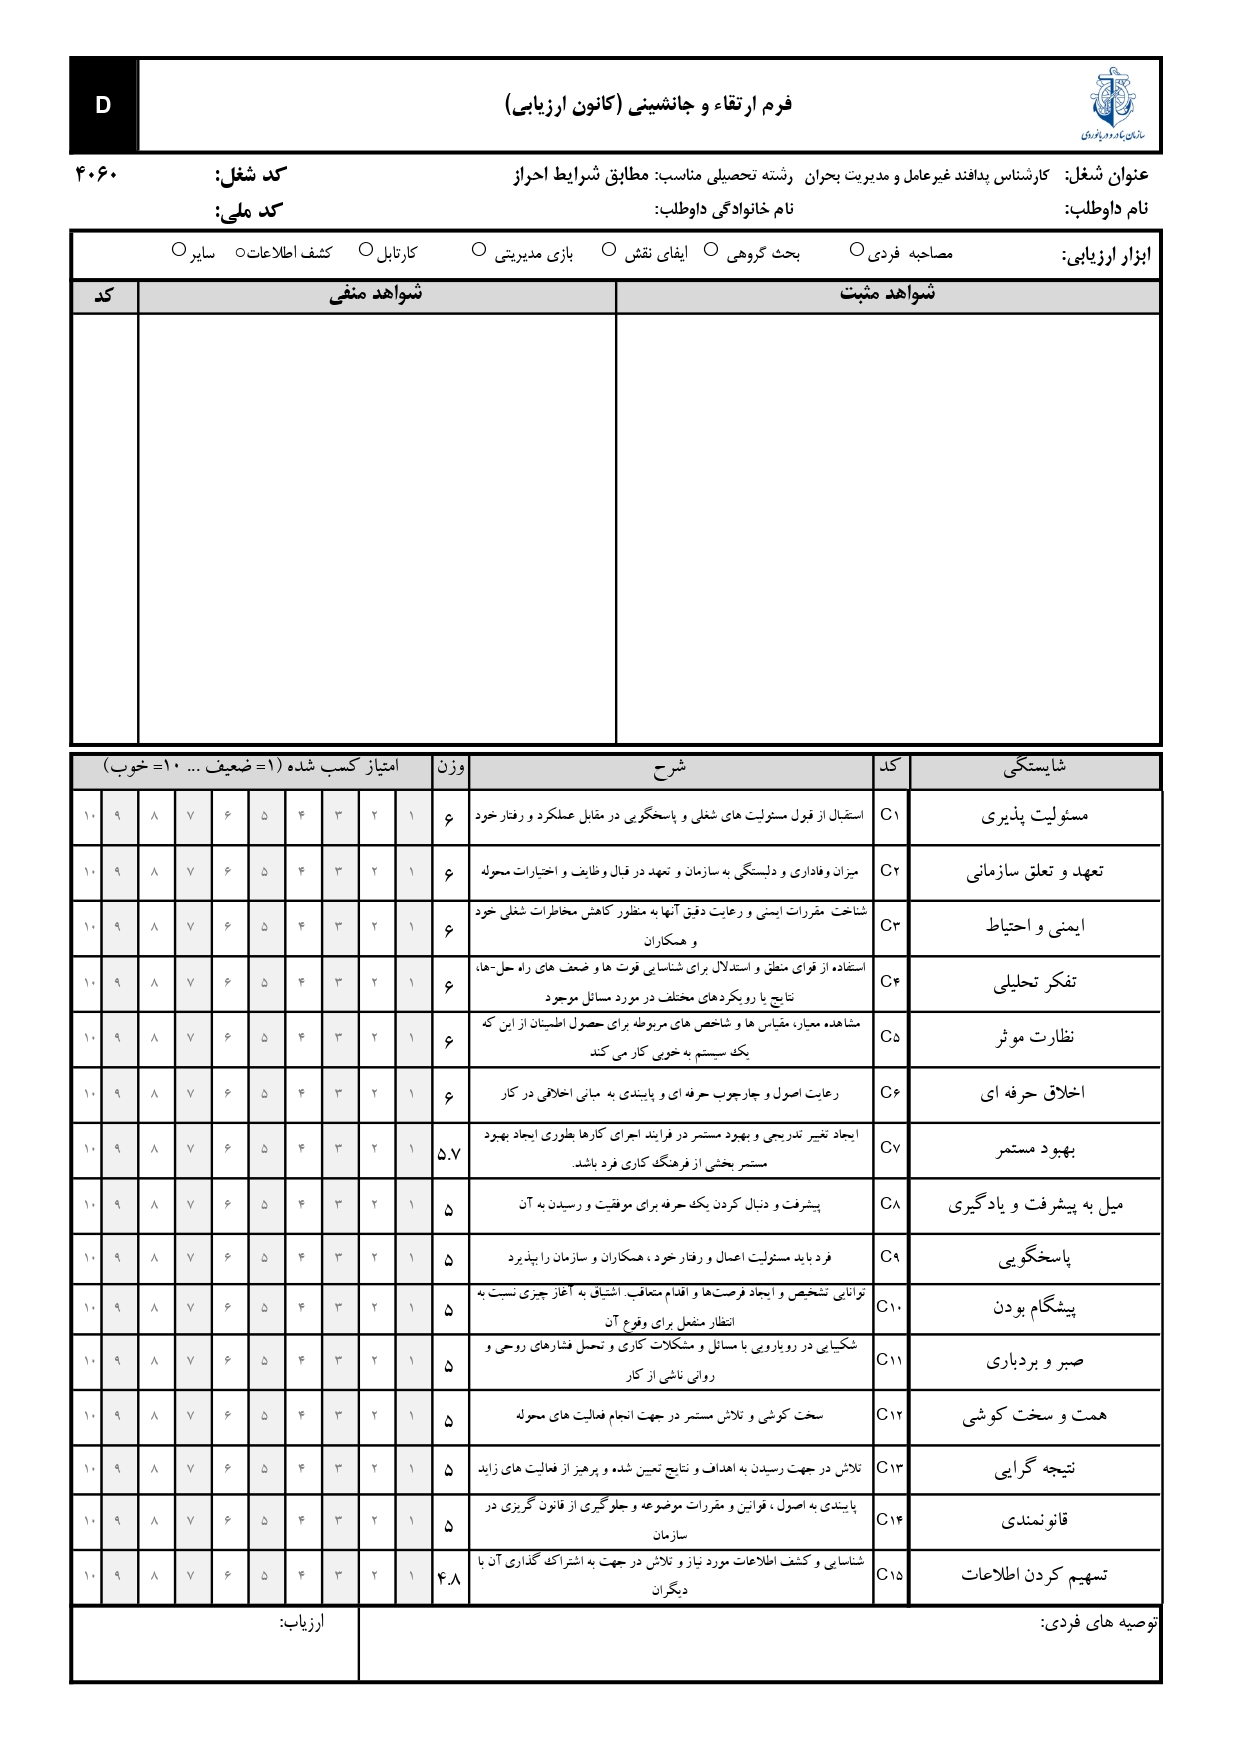 سازمان بنادر و دریانوردی
فرم ارتقاء و جانشینی (کانون ارزیابی)
D
عنوان شغل: کارشناس پدافند غیرعامل و مدیریت بحران رشته تحصیلی مناسب: مطابق شرایط احراز کد شغل: ۴۰۶۰
نام داوطلب: نام خانوادگی داوطلب: کد ملی:
ابزار ارزیابی: مصاحبه فردی○ بحث گروهی ○ ایفای نقش ○ بازی مدیریتی ○ کارتابل○ کشف اطلاعات○ سایر○
شواهد مثبت شواهد منفی کد
شایستگی کد شرح وزن امتیاز کسب شده (۱= ضعیف ... ۱۰= خوب)
مسئولیت پذیری C۱ استقبال از قبول مسئولیت های شغلی و پاسخگویی در مقابل عملکرد و رفتار خود ۶ ۱ ۲ ۳ ۴ ۵ ۶ ۷ ۸ ۹ ۱۰
تعهد و تعلق سازمانی C۲ میزان وفاداری و دلبستگی به سازمان و تعهد در قبال وظایف و اختیارات محوله ۶ ۱ ۲ ۳ ۴ ۵ ۶ ۷ ۸ ۹ ۱۰
ایمنی و احتیاط C۳ شناخت مقررات ایمنی و رعایت دقیق آنها به منظور کاهش مخاطرات شغلی خود
و همکاران ۶ ۱ ۲ ۳ ۴ ۵ ۶ ۷ ۸ ۹ ۱۰
تفکر تحلیلی C۴ استفاده از قوای منطق و استدلال برای شناسایی قوت ها و ضعف های راه حل-ها،
نتایج یا رویکردهای مختلف در مورد مسائل موجود ۶ ۱ ۲ ۳ ۴ ۵ ۶ ۷ ۸ ۹ ۱۰
نظارت موثر C۵ مشاهده معیار، مقیاس ها و شاخص های مربوطه برای حصول اطمینان از این که
یک سیستم به خوبی کار می کند ۶ ۱ ۲ ۳ ۴ ۵ ۶ ۷ ۸ ۹ ۱۰
اخلاق حرفه ای C۶ رعایت اصول و چارچوب حرفه ای و پایبندی به مبانی اخلاقی در کار ۶ ۱ ۲ ۳ ۴ ۵ ۶ ۷ ۸ ۹ ۱۰
بهبود مستمر C۷ ایجاد تغییر تدریجی و بهبود مستمر در فرایند اجرای کارها بطوری ایجاد بهبود
مستمر بخشی از فرهنگ کاری فرد باشد. ۵.۷ ۱ ۲ ۳ ۴ ۵ ۶ ۷ ۸ ۹ ۱۰
میل به پیشرفت و یادگیری C۸ پیشرفت و دنبال کردن یک حرفه برای موفقیت و رسیدن به آن ۵ ۱ ۲ ۳ ۴ ۵ ۶ ۷ ۸ ۹ ۱۰
پاسخگویی C۹ فرد باید مسئولیت اعمال و رفتار خود ، همکاران و سازمان را بپذیرد ۵ ۱ ۲ ۳ ۴ ۵ ۶ ۷ ۸ ۹ ۱۰
پیشگام بودن C۱۰ توانایی تشخیص و ایجاد فرصت‌ها و اقدام متعاقب. اشتیاق به آغاز چیزی نسبت به
انتظار منفعل برای وقوع آن ۵ ۱ ۲ ۳ ۴ ۵ ۶ ۷ ۸ ۹ ۱۰
صبر و بردباری C۱۱ شکیبایی در رویارویی با مسائل و مشکلات کاری و تحمل فشارهای روحی و
روانی ناشی از کار ۵ ۱ ۲ ۳ ۴ ۵ ۶ ۷ ۸ ۹ ۱۰
همت و سخت کوشی C۱۲ سخت کوشی و تلاش مستمر در جهت انجام فعالیت های محوله ۵ ۱ ۲ ۳ ۴ ۵ ۶ ۷ ۸ ۹ ۱۰
نتیجه گرایی C۱۳ تلاش در جهت رسیدن به اهداف و نتایج تعیین شده و پرهیز از فعالیت های زاید ۵ ۱ ۲ ۳ ۴ ۵ ۶ ۷ ۸ ۹ ۱۰
قانونمندی C۱۴ پایبندی به اصول ، قوانین و مقررات موضوعه و جلوگیری از قانون گریزی در
سازمان ۵ ۱ ۲ ۳ ۴ ۵ ۶ ۷ ۸ ۹ ۱۰
تسهیم کردن اطلاعات C۱۵ شناسایی و کشف اطلاعات مورد نیاز و تلاش در جهت به اشتراک گذاری آن با
دیگران ۴.۸ ۱ ۲ ۳ ۴ ۵ ۶ ۷ ۸ ۹ ۱۰
توصیه های فردی: ارزیاب: